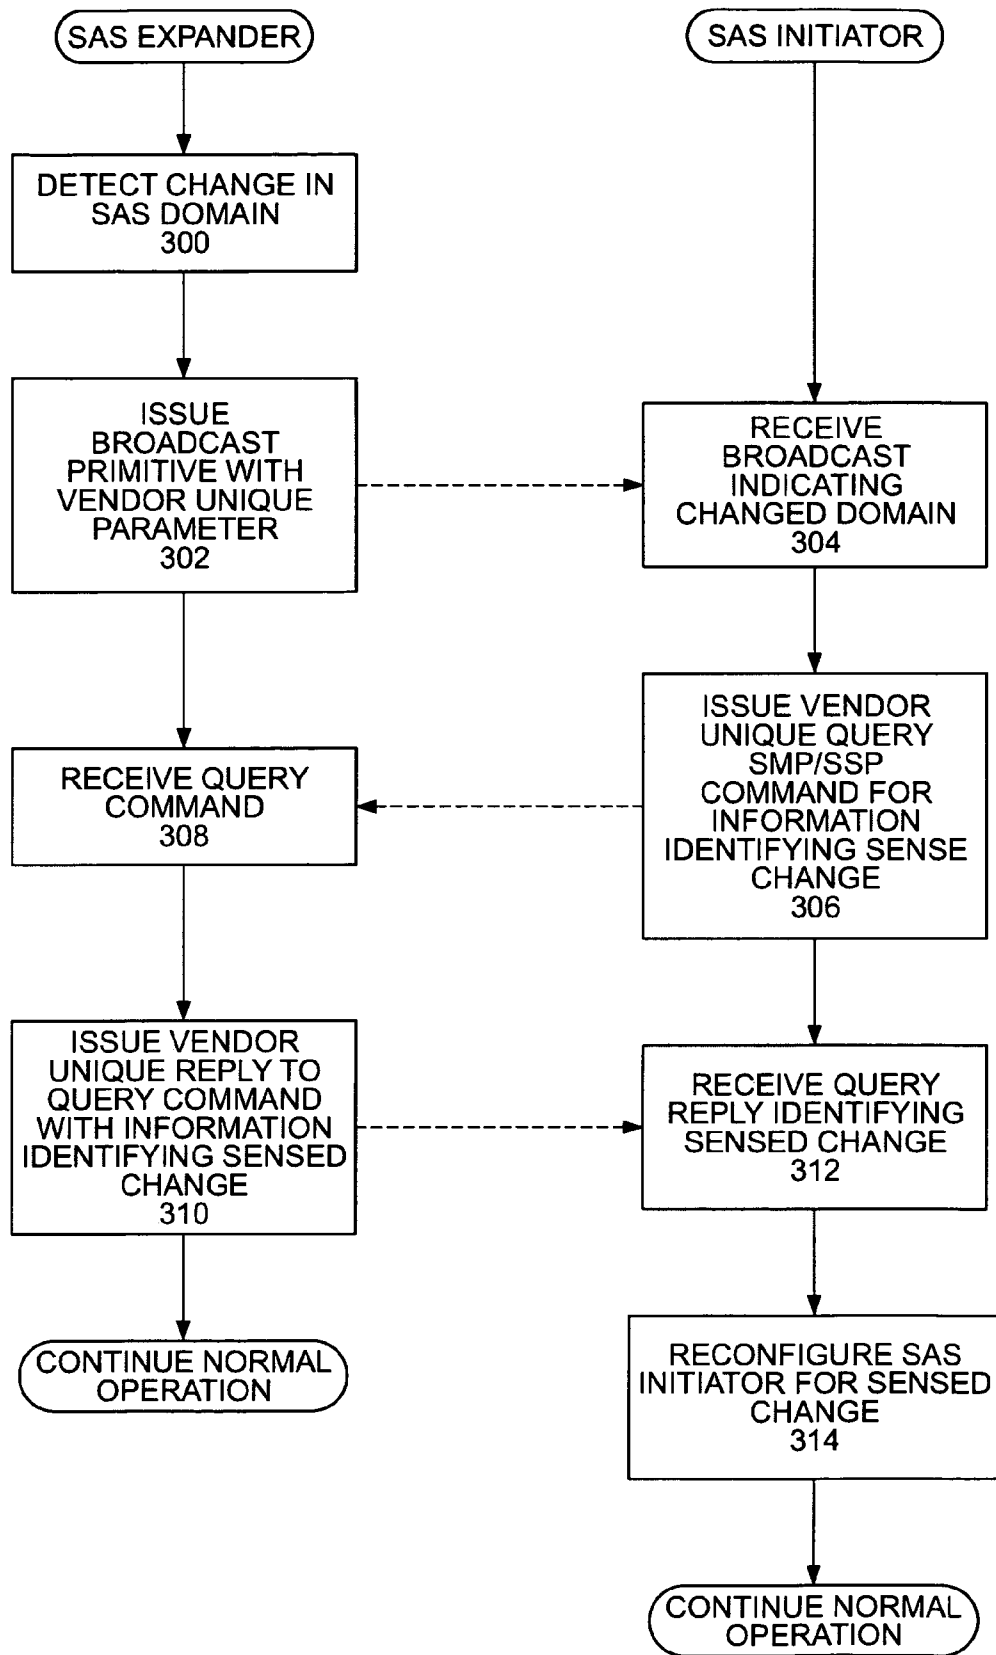 SAS EXPANDER
SAS INITIATOR
DETECT CHANGE IN
SAS DOMAIN
300
ISSUE
BROADCAST
PRIMITIVE WITH
VENDOR UNIQUE
PARAMETER
302
RECEIVE
BROADCAST
INDICATING
CHANGED DOMAIN
304
ISSUE VENDOR
UNIQUE QUERY
SMP/SSP
COMMAND FOR
INFORMATION
IDENTIFYING SENSE
CHANGE
306
RECEIVE QUERY
COMMAND
308
ISSUE VENDOR
UNIQUE REPLY TO
QUERY COMMAND
WITH INFORMATION
IDENTIFYING SENSED
CHANGE
310
RECEIVE QUERY
REPLY IDENTIFYING
SENSED CHANGE
312
CONTINUE NORMAL
OPERATION
RECONFIGURE SAS
INITIATOR FOR SENSED
CHANGE
314
CONTINUE NORMAL
OPERATION